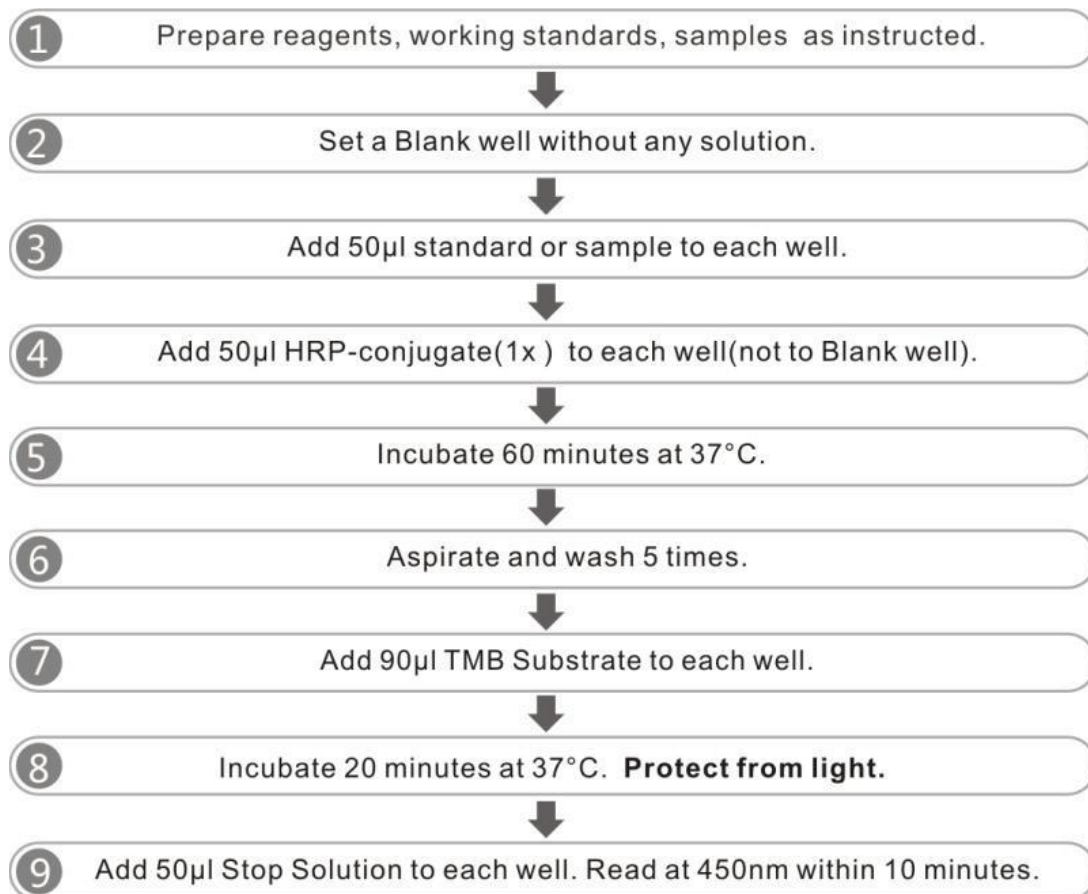 1 Prepare reagents, working standards, samples as instructed.
2 Set a Blank well without any solution.
3 Add 50µl standard or sample to each well.
4 Add 50µl HRP-conjugate(1x ) to each well(not to Blank well).
5 Incubate 60 minutes at 37°C.
6 Aspirate and wash 5 times.
7 Add 90µl TMB Substrate to each well.
8 Incubate 20 minutes at 37°C. Protect from light.
9 Add 50µl Stop Solution to each well. Read at 450nm within 10 minutes.